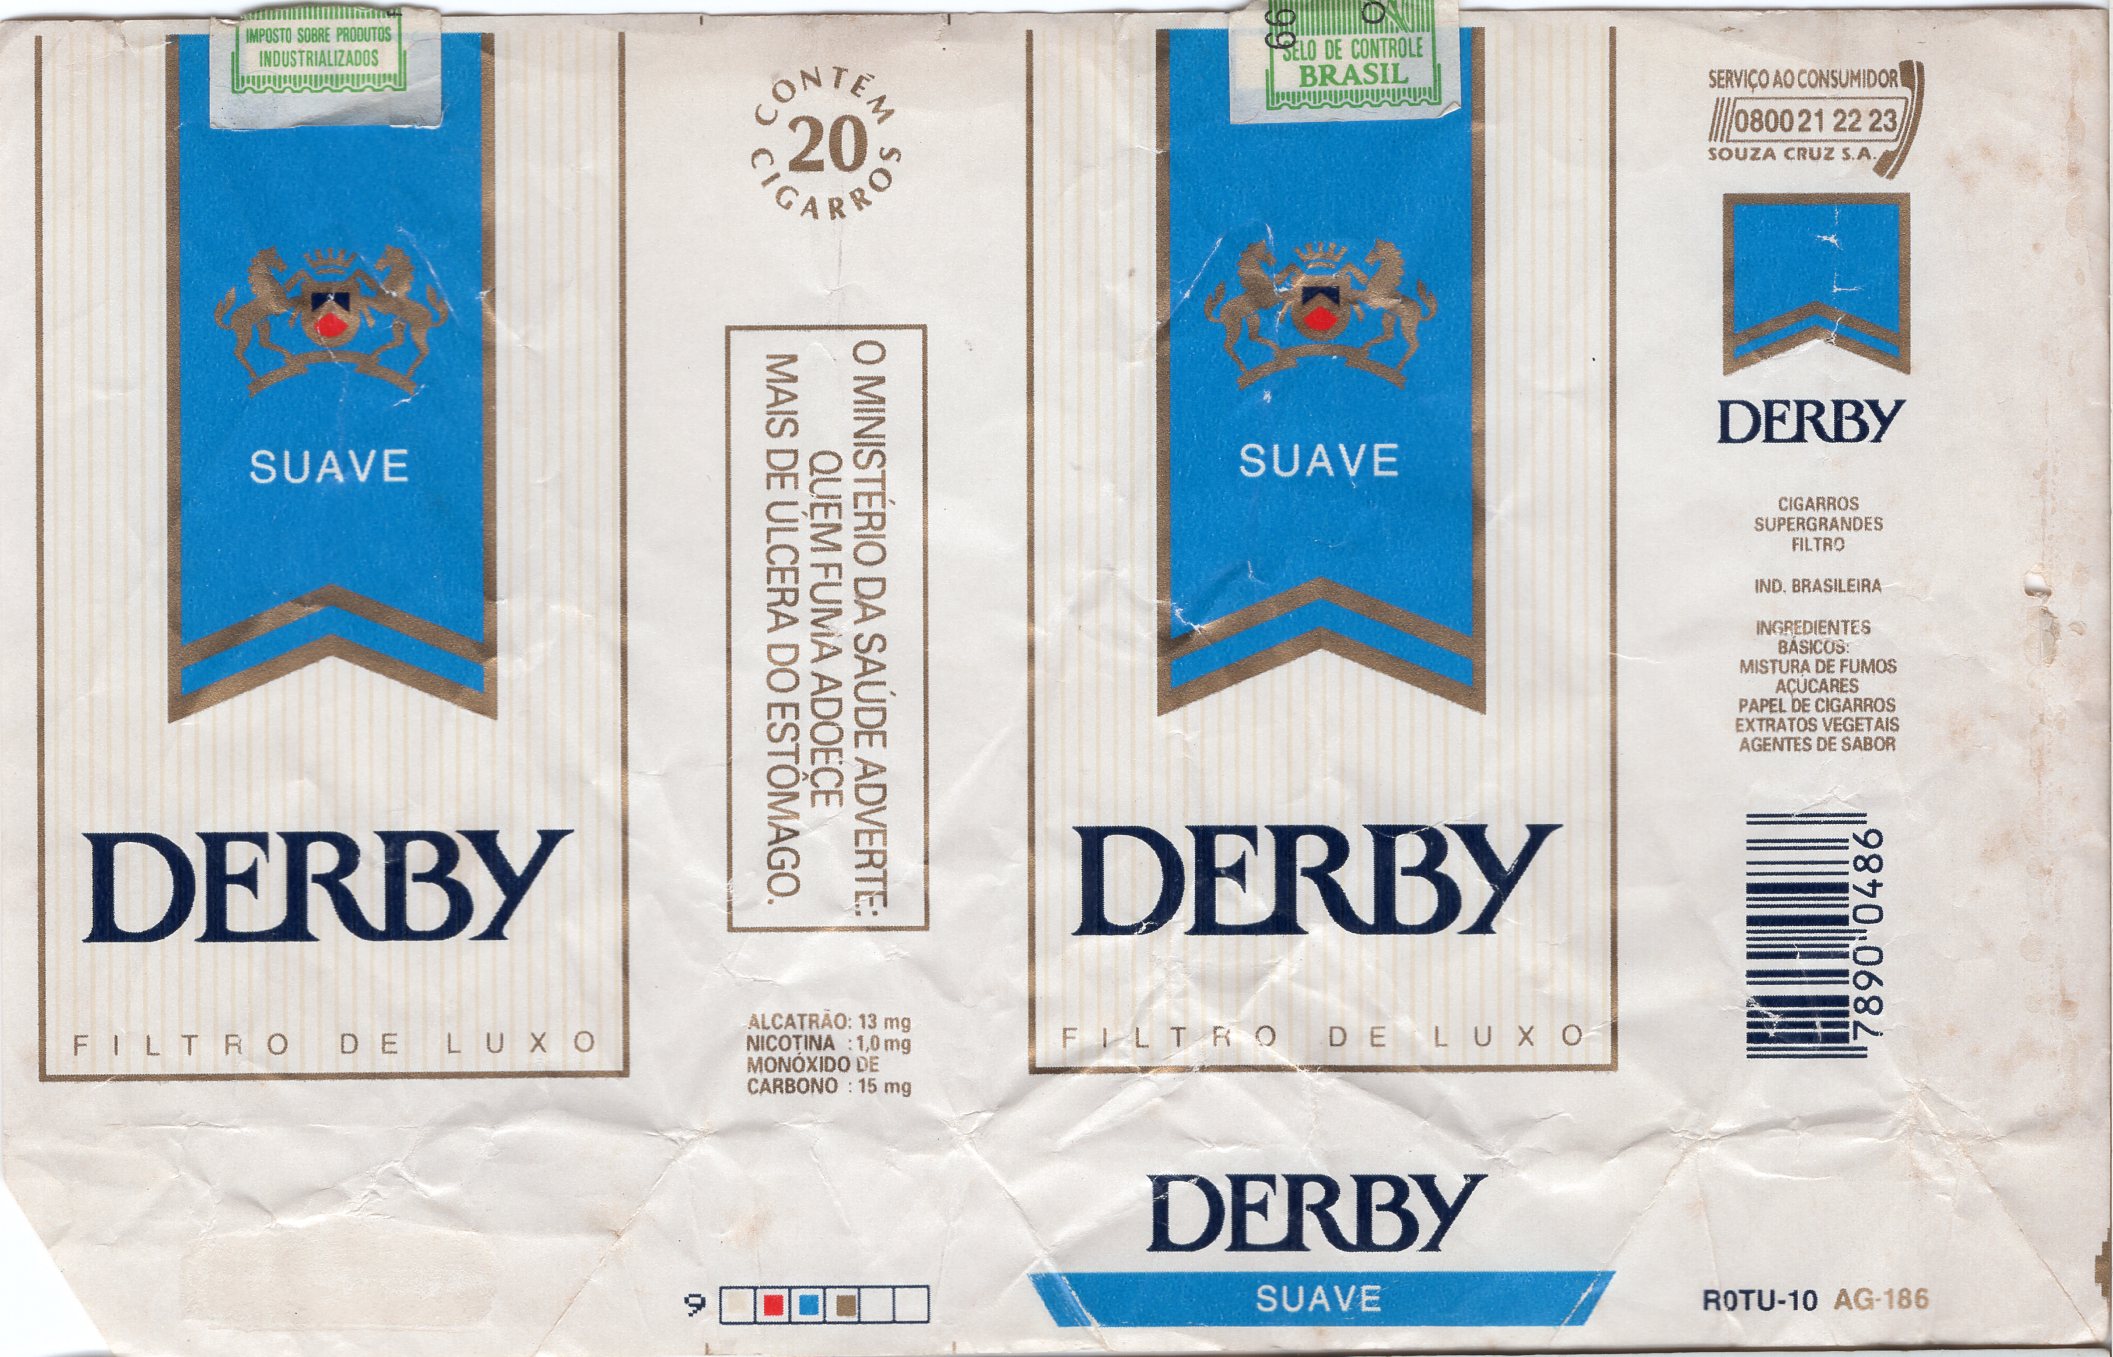 IMPOSTO SOBRE PRODUTOS
INDUSTRIALIZADOS
SUAVE
DERBY
FILTRO DE LUXO
CONTÉM
20
CIGARROS
O MINISTÉRIO DA SAÚDE ADVERTE:
QUEM FUMA ADOECE
MAIS DE ÚLCERA DO ESTÔMAGO.
ALCATRÃO: 13 mg
NICOTINA : 1,0 mg
MONÓXIDO DE
CARBONO : 15 mg
9
66
SELO DE CONTROLE
BRASIL
SUAVE
DERBY
FILTRO DE LUXO
DERBY
SUAVE
SERVIÇO AO CONSUMIDOR
0800 21 22 23
SOUZA CRUZ S.A.
DERBY
CIGARROS
SUPERGRANDES
FILTRO
IND. BRASILEIRA
INGREDIENTES
BÁSICOS:
MISTURA DE FUMOS
AÇÚCARES
PAPEL DE CIGARROS
EXTRATOS VEGETAIS
AGENTES DE SABOR
7890 0486
R0TU-10 AG-186